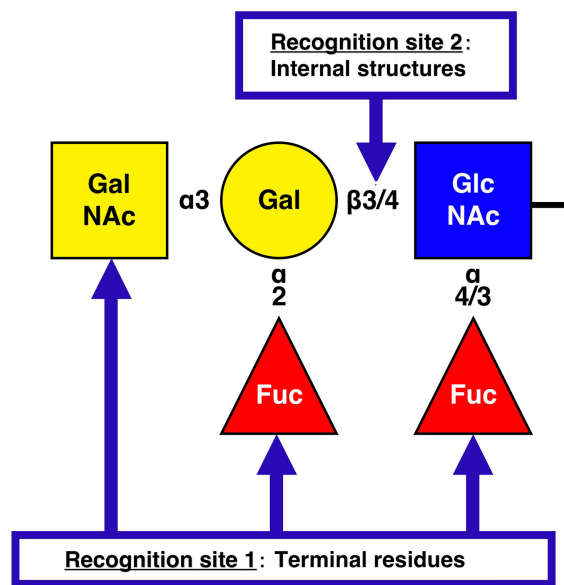 Recognition site 2:
Internal structures
Gal
NAc
α3
Gal
β3/4
Glc
NAc
α
2
α
4/3
Fuc
Fuc
Recognition site 1: Terminal residues